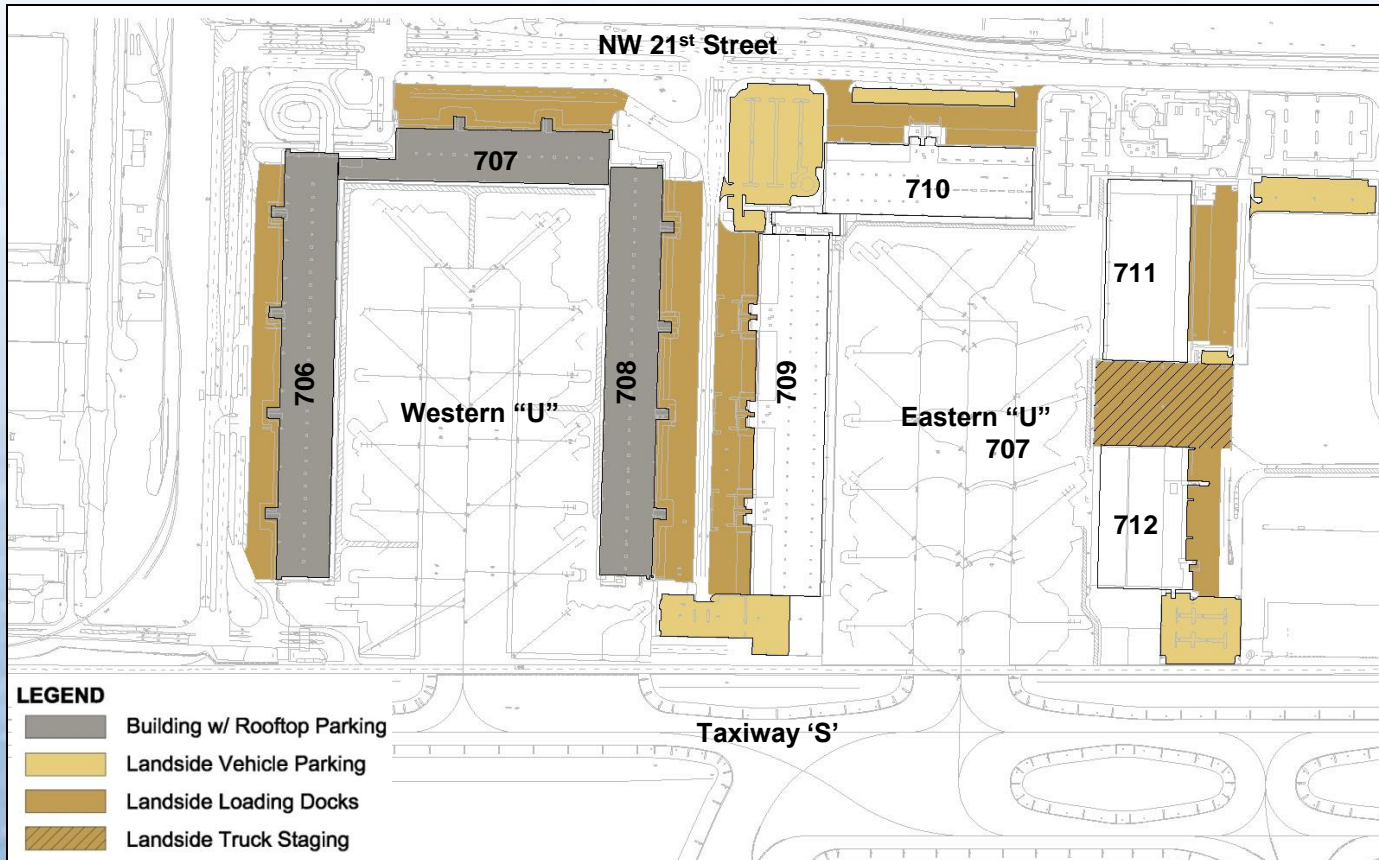 NW 21st Street
707
710
706
708
709
711
712
Western “U”
Eastern “U”
707
Taxiway ‘S’
LEGEND
Building w/ Rooftop Parking
Landside Vehicle Parking
Landside Loading Docks
Landside Truck Staging